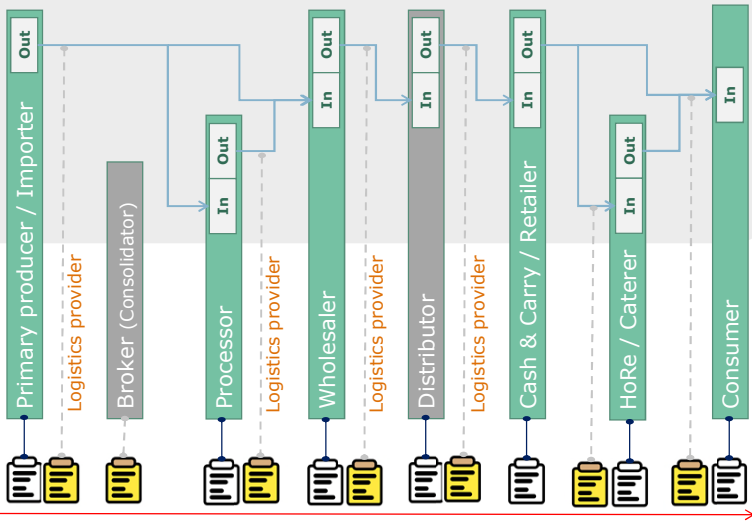 Out
Primary producer / Importer
Logistics provider
Broker (Consolidator)
Out
In
Processor
Logistics provider
Out
In
Wholesaler
Logistics provider
Out
In
Distributor
Logistics provider
Out
In
Cash & Carry / Retailer
Out
In
HoRe / Caterer
In
Consumer